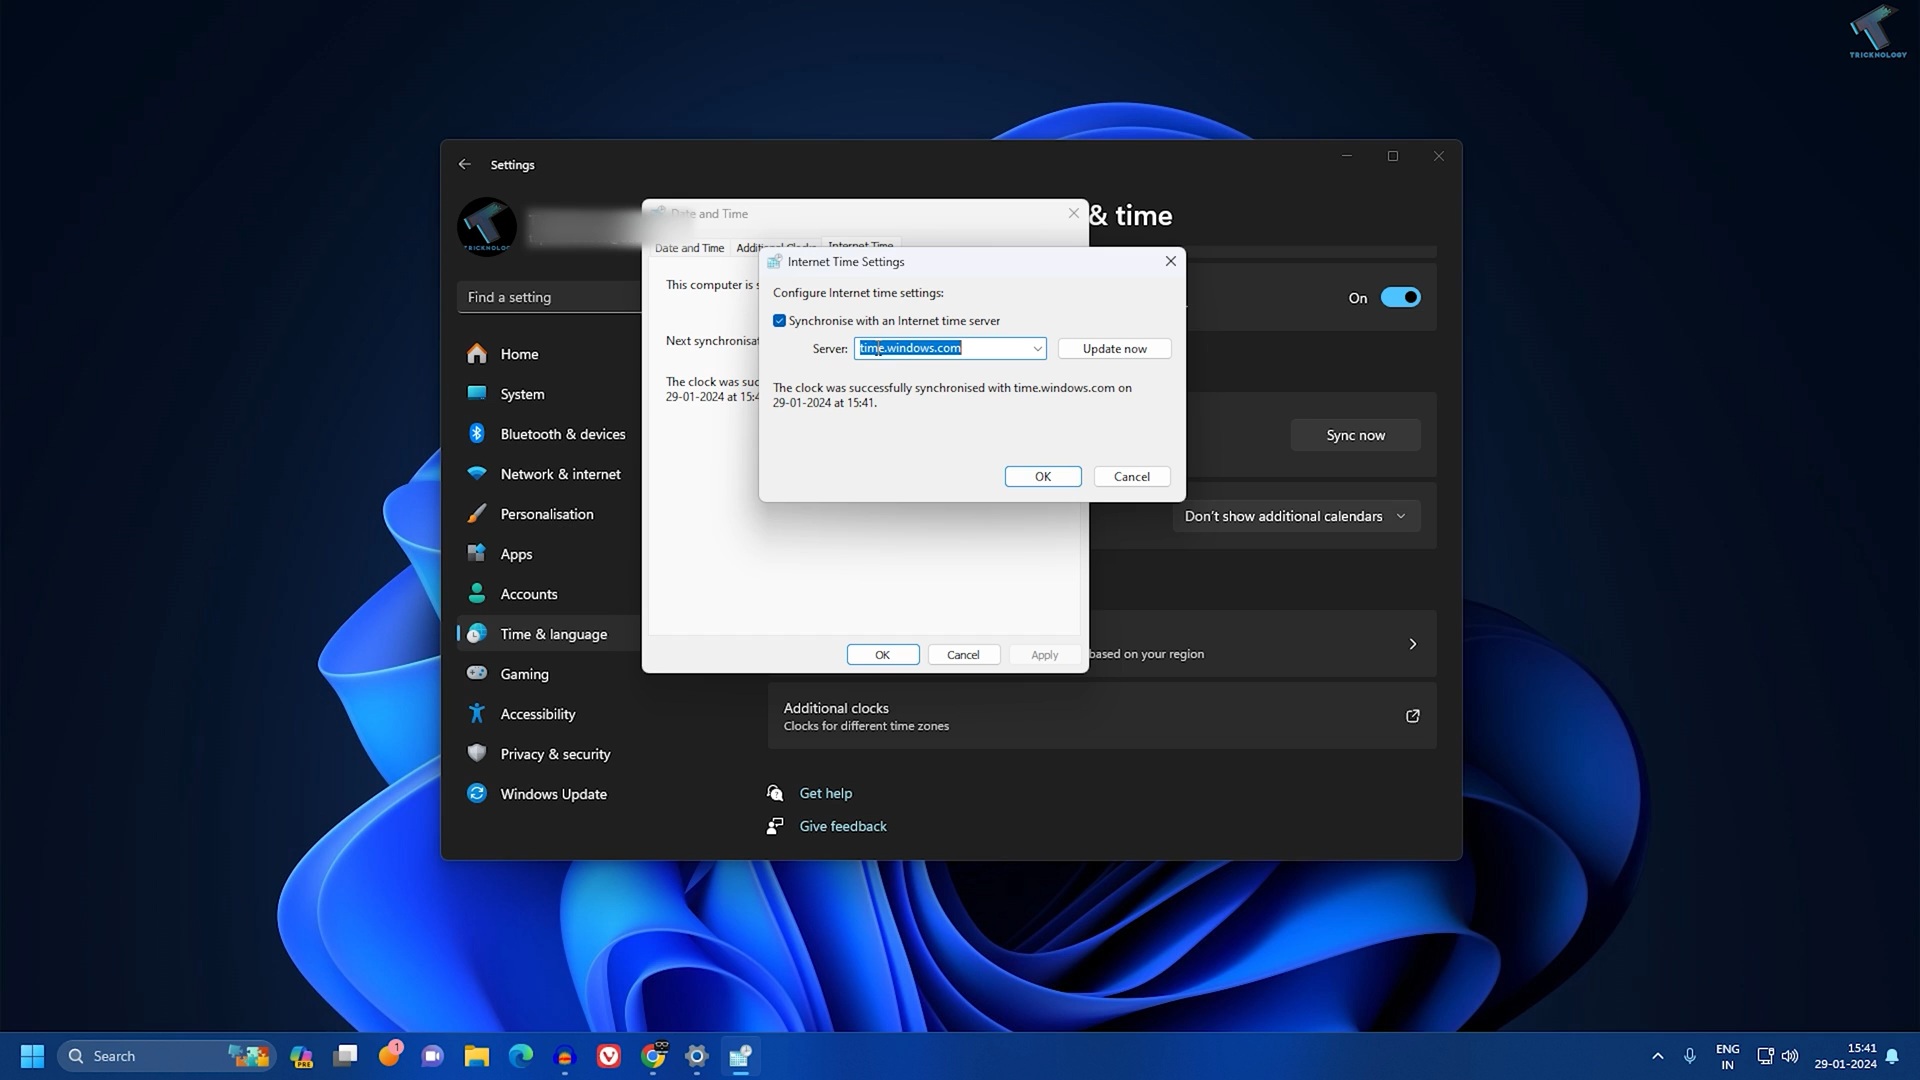 TRICKNOLOGY
Settings
& time
Find a setting
Home
System
Bluetooth & devices
Network & internet
Personalisation
Apps
Accounts
Time & language
Gaming
Accessibility
Privacy & security
Windows Update
Date and Time
Date and Time
Internet Time
This computer is s
Next synchronisat
The clock was suc
29-01-2024 at 15:4
OK
Cancel
Apply
Internet Time Settings
Configure Internet time settings:
Synchronise with an Internet time server
Server:
time.windows.com
Update now
The clock was successfully synchronised with time.windows.com on
29-01-2024 at 15:41.
OK
Cancel
On
Sync now
Don't show additional calendars
based on your region
Additional clocks
Clocks for different time zones
Get help
Give feedback
Search
PRE
1
ENG
IN
15:41
29-01-2024